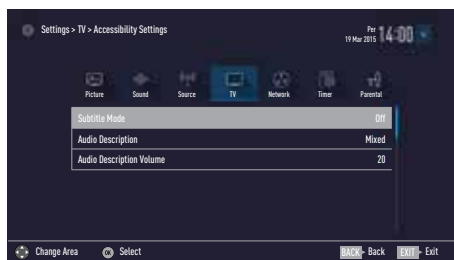 Settings > TV > Accessibility Settings
Per
19 Mar 2015 14:00
Picture Sound Source TV Network Timer Parental
Subtitle Mode Off
Audio Description Mixed
Audio Description Volume 20
Change Area OK Select BACK Back EXIT Exit